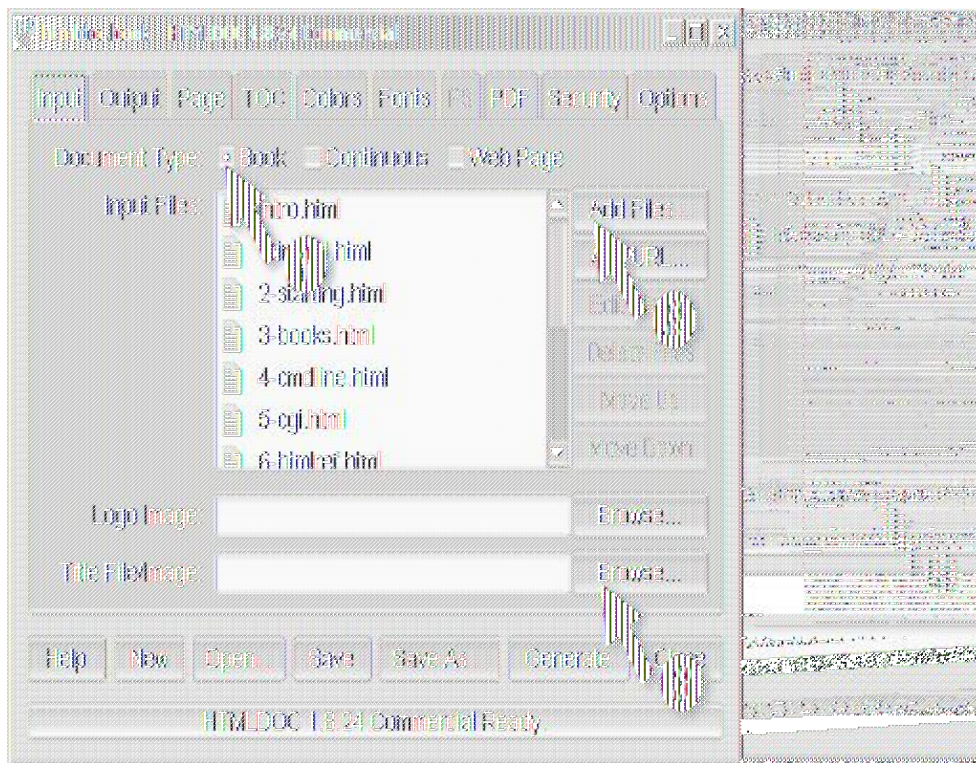 HTMLDOC 1.8.24 Commercial
Input Output Page TOC Colors Fonts PS PDF Security Options
Document Type: Book Continuous Web Page
Input Files: intro.html Add Files...
.html URL...
2-starting.html
3-books.html Delete Files
4-cmdline.html Move Up
5-cgi.html Move Down
6-htmlref.html
Logo Image: Browse...
Title File/Image: Browse...
Help New Open... Save Save As... Generate Close
HTMLDOC 1.8.24 Commercial Ready.